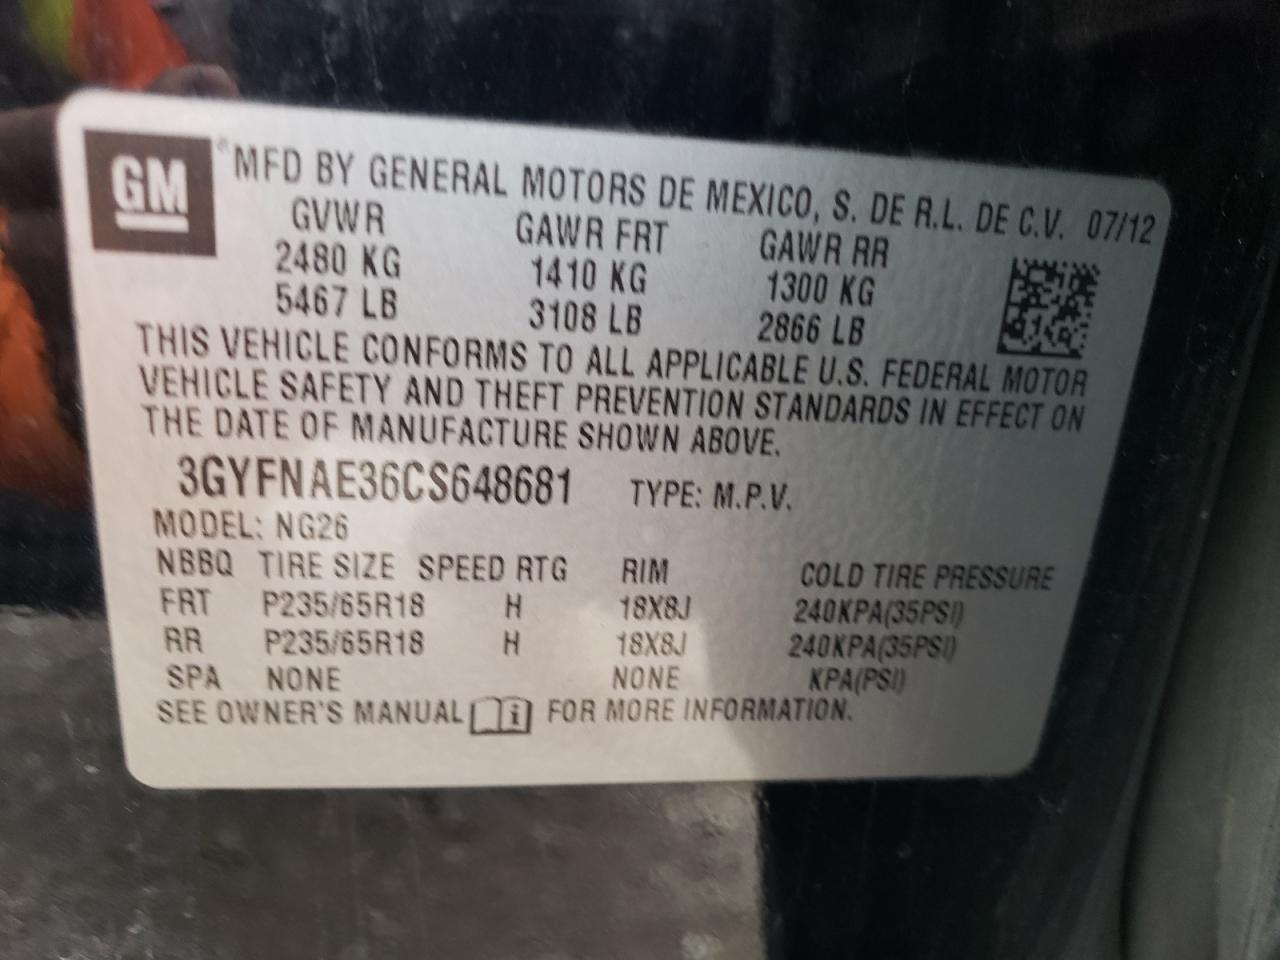 GM
® MFD BY GENERAL MOTORS DE MEXICO, S. DE R.L. DE C.V. 07/12
GVWR GAWR FRT GAWR RR
2480 KG 1410 KG 1300 KG
5467 LB 3108 LB 2866 LB
THIS VEHICLE CONFORMS TO ALL APPLICABLE U.S. FEDERAL MOTOR
VEHICLE SAFETY AND THEFT PREVENTION STANDARDS IN EFFECT ON
THE DATE OF MANUFACTURE SHOWN ABOVE.
3GYFNAE36CS648681 TYPE: M.P.V.
MODEL: NG26
NBBQ TIRE SIZE SPEED RTG RIM COLD TIRE PRESSURE
FRT P235/65R18 H 18X8J 240KPA(35PSI)
RR P235/65R18 H 18X8J 240KPA(35PSI)
SPA NONE NONE KPA(PSI)
SEE OWNER'S MANUAL i FOR MORE INFORMATION.